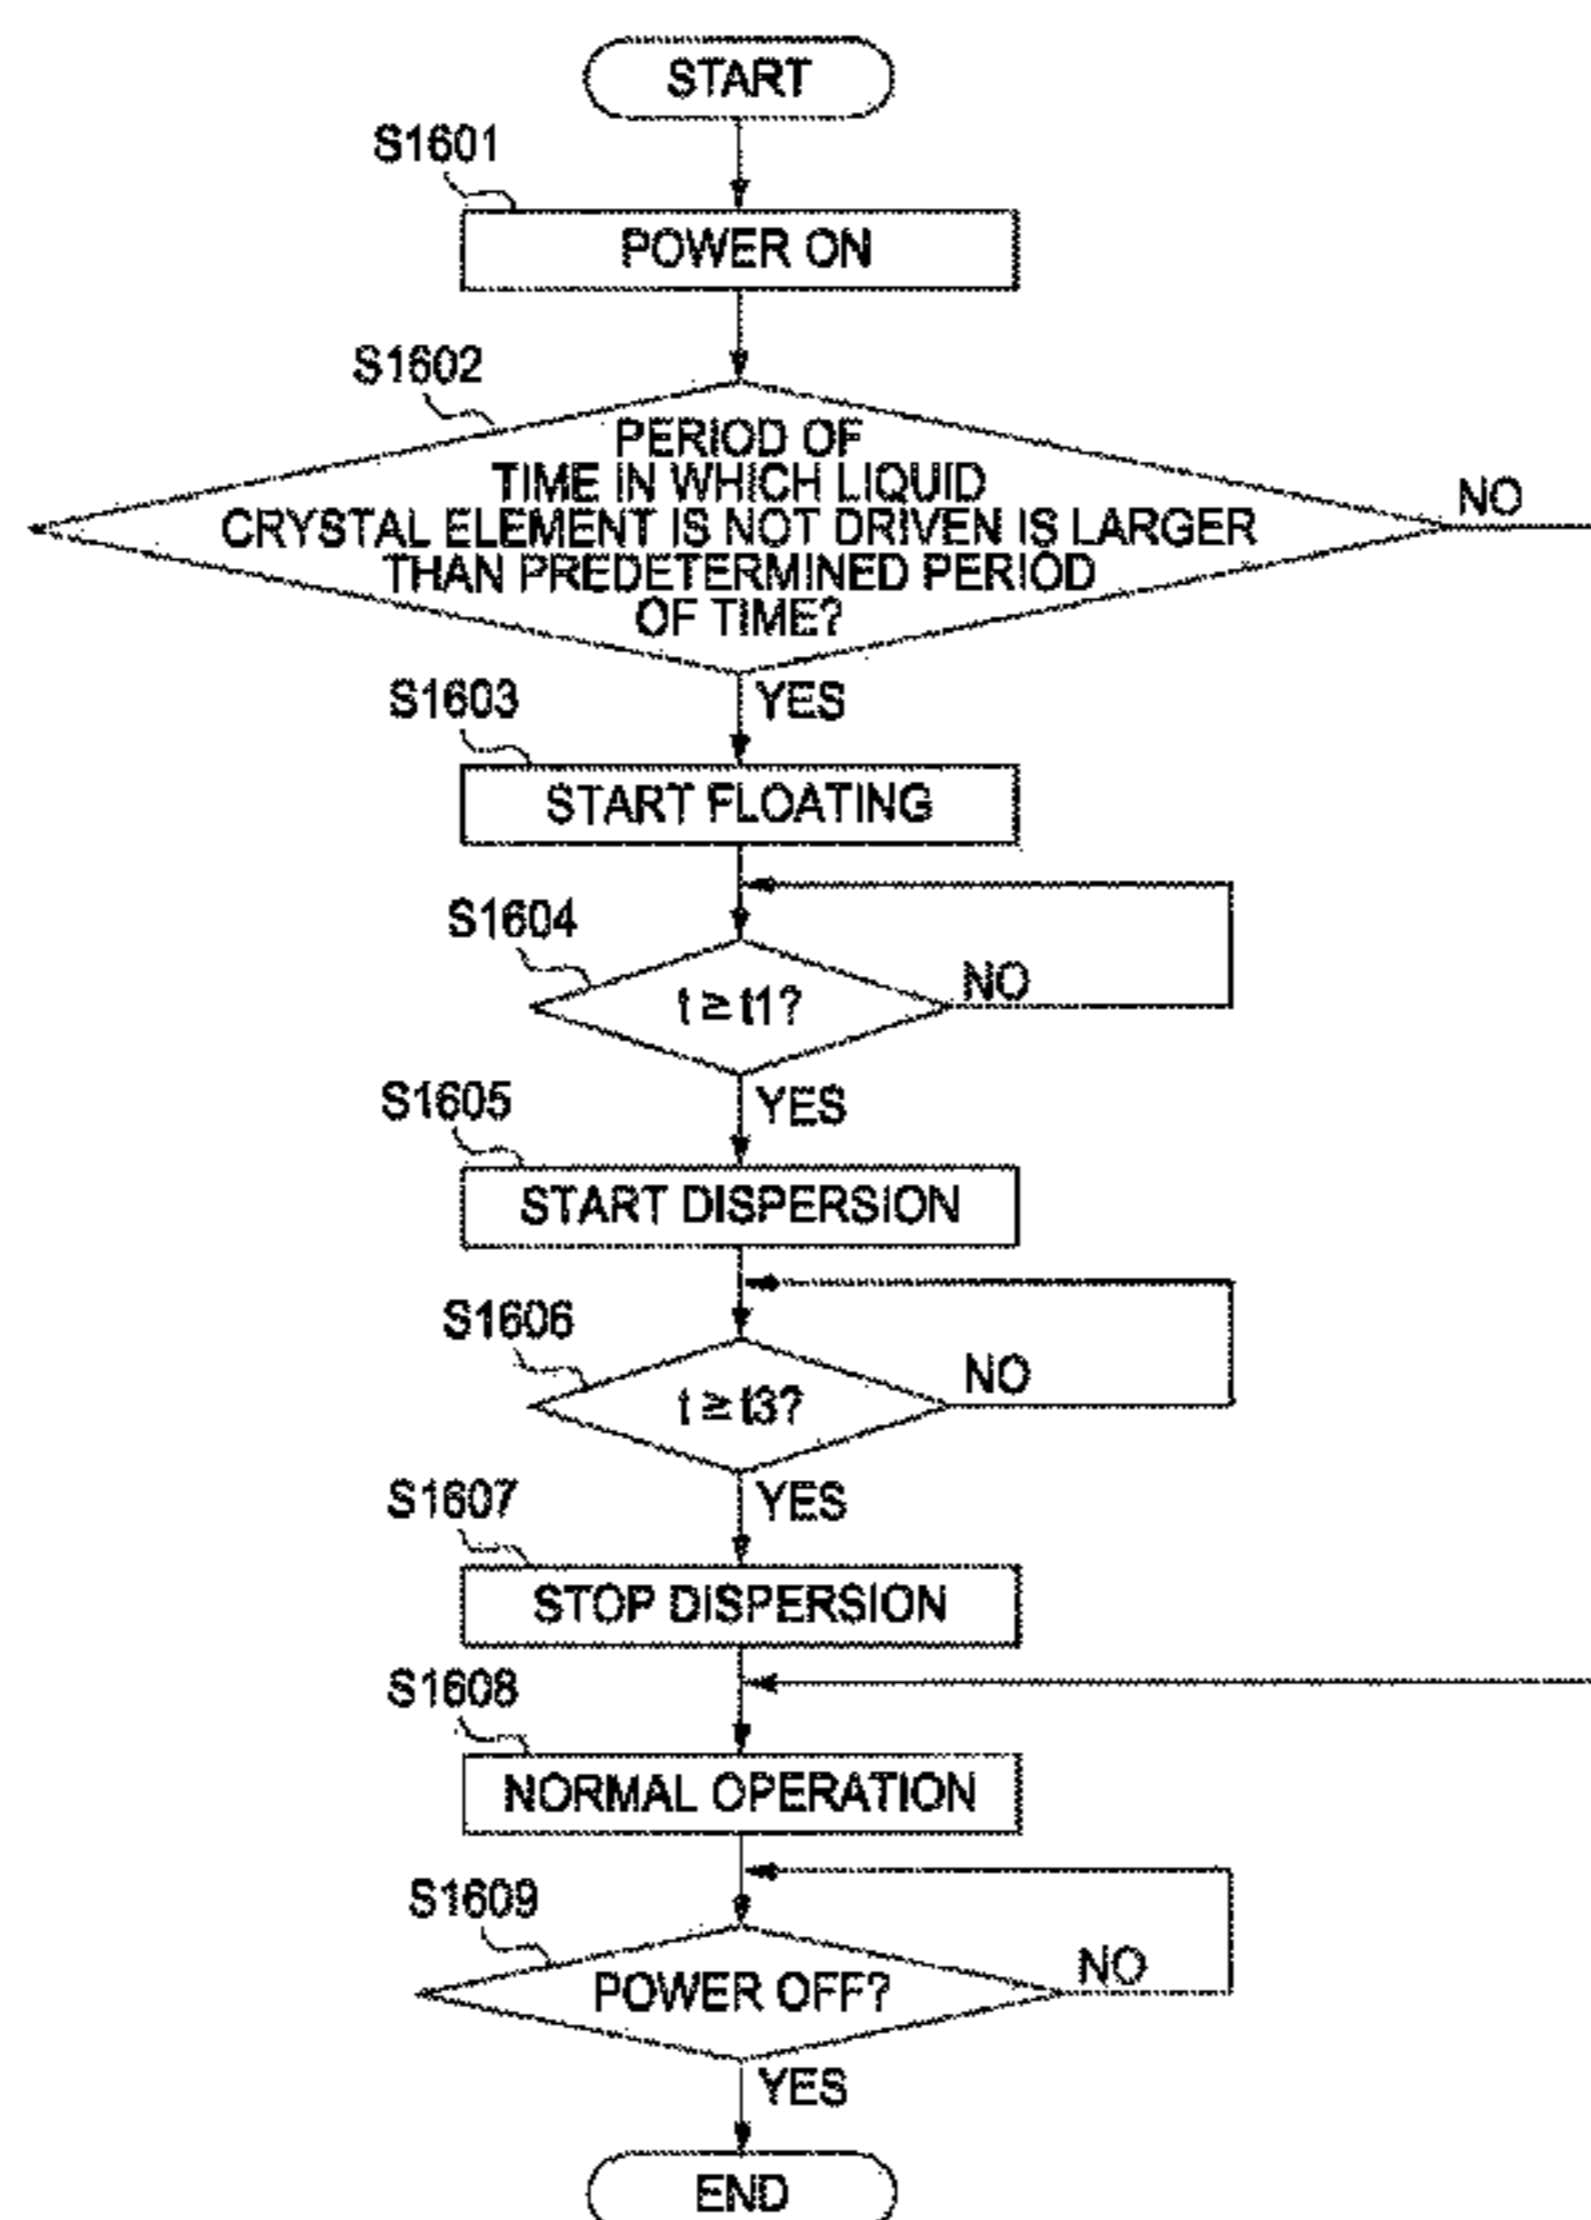 START
S1601
POWER ON
S1602
PERIOD OF
TIME IN WHICH LIQUID
CRYSTAL ELEMENT IS NOT DRIVEN IS LARGER
THAN PREDETERMINED PERIOD
OF TIME?
NO
YES
S1603
START FLOATING
S1604
t ≥ t1?
NO
YES
S1605
START DISPERSION
S1606
t ≥ t3?
NO
YES
S1607
STOP DISPERSION
S1608
NORMAL OPERATION
S1609
POWER OFF?
NO
YES
END